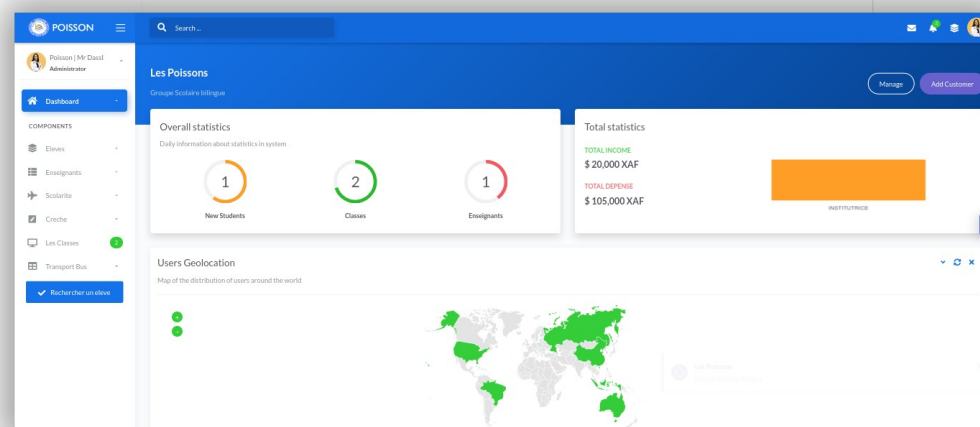 POISSON
Search ...
Poisson | Mr Dassi
Administrator
Dashboard
COMPONENTS
Eleves
Enseignants
Scolarite
Creche
Les Classes
2
Transport Bus
Rechercher un eleve
Les Poissons
Groupe Scolaire bilingue
Manage
Add Customer
Overall statistics
Daily information about statistics in system
1
New Students
2
Classes
1
Enseignants
Total statistics
TOTAL INCOME
$ 20,000 XAF
TOTAL DEPENSE
$ 105,000 XAF
INSTITUTRICE
Users Geolocation
Map of the distribution of users around the world
+
-
Les Poissons